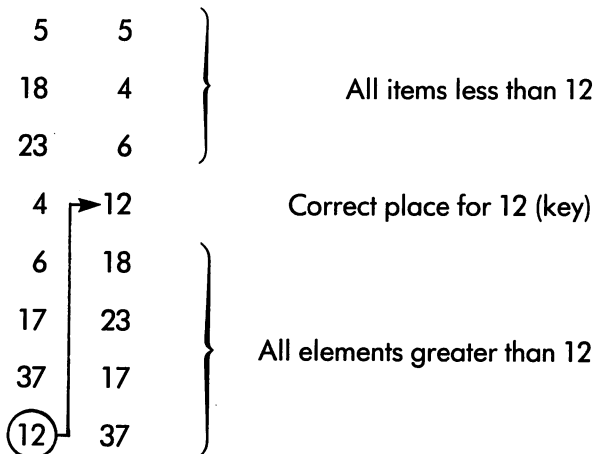 5 5
18 4 All items less than 12
23 6
4 12 Correct place for 12 (key)
6 18
17 23
All elements greater than 12
37 17
12 37